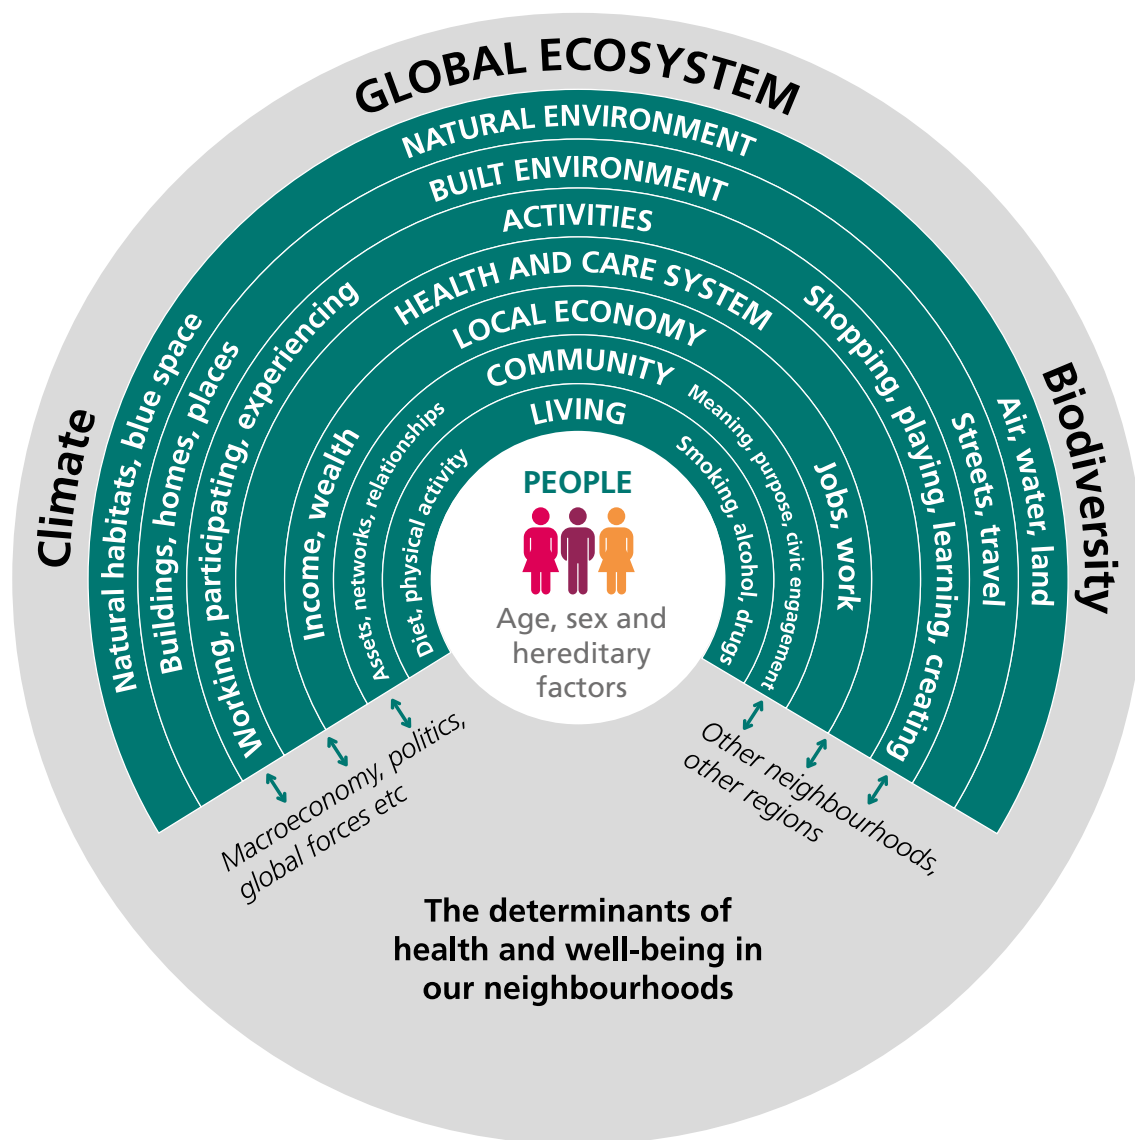 GLOBAL ECOSYSTEM
Climate
Biodiversity
NATURAL ENVIRONMENT
Natural habitats, blue space
Air, water, land
BUILT ENVIRONMENT
Buildings, homes, places
Streets, travel
ACTIVITIES
Working, participating, experiencing
Shopping, playing, learning, creating
HEALTH AND CARE SYSTEM
LOCAL ECONOMY
Income, wealth
Jobs, work
COMMUNITY
Assets, networks, relationships
Meaning, purpose, civic engagement
LIVING
Diet, physical activity
Smoking, alcohol, drugs
PEOPLE
Age, sex and
hereditary
factors
Macroeconomy, politics,
global forces etc
Other neighbourhoods,
other regions
The determinants of
health and well-being in
our neighbourhoods